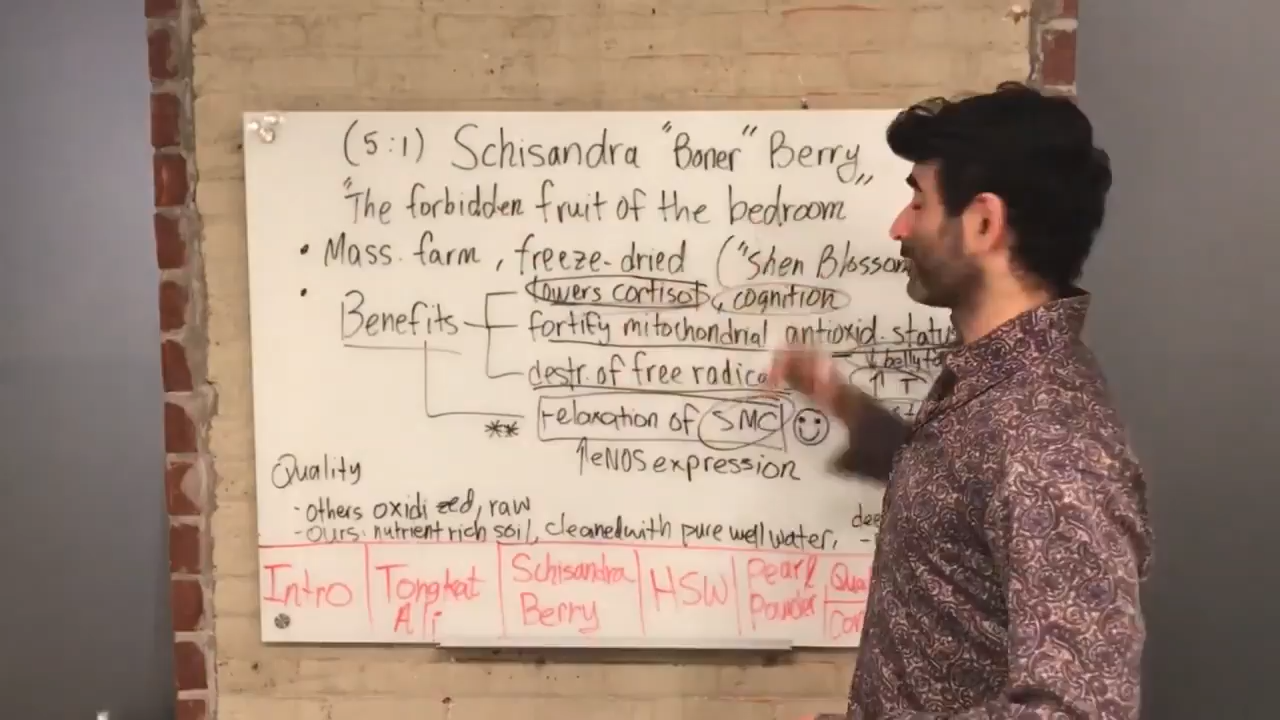 (5:1) Schisandra "Boner" Berry
"The forbidden fruit of the bedroom"
• Mass. farm, freeze-dried ("Shen Blossom
•
Benefits
lowers cortisol, cognition
fortify mitochondrial antioxid. statu
↓ belly fa
destr. of free radica
↑ T
** relaxation of SMC
↑eNOS expression
Quality
- others oxidized, raw
- ours: nutrient rich soil, cleaned with pure well water,
dee
Intro
Tongkat
Ali
Schisandra
Berry
HSW
Pearl
Powder
Qua
Con